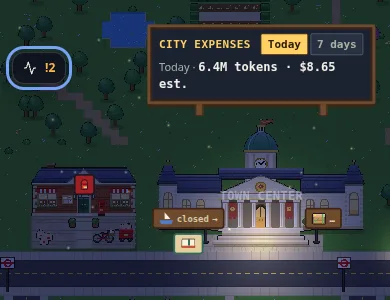 CITY EXPENSES Today 7 days
Today · 6.4M tokens · $8.65
est.
!2
TOWN CENTER
closed →
…